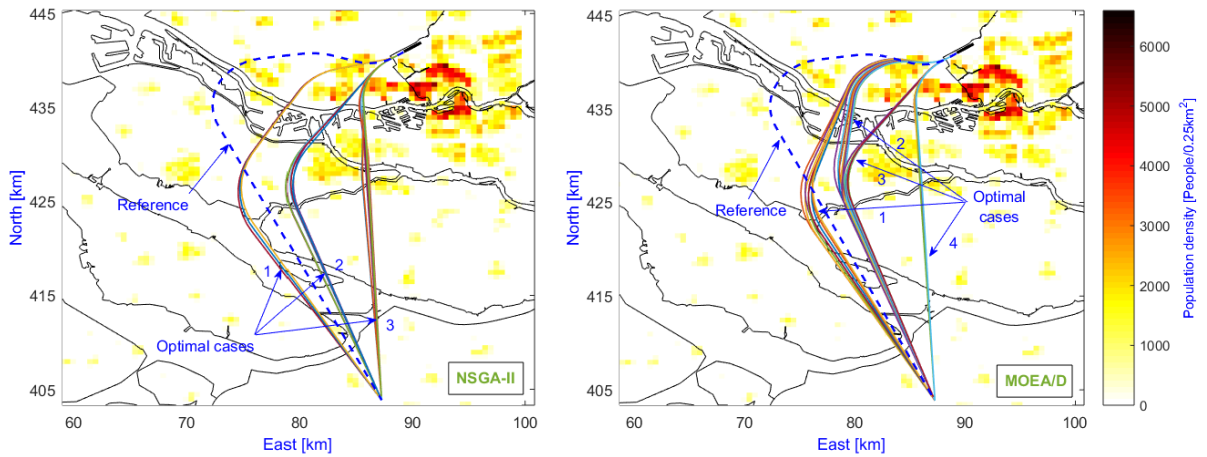 445
435
425
415
405
North [km]
60
70
80
90
100
East [km]
Reference
1
2
3
Optimal cases
NSGA-II
445
435
425
415
405
North [km]
60
70
80
90
100
East [km]
Reference
2
3
1
4
Optimal
cases
MOEA/D
6000
5000
4000
3000
2000
1000
0
Population density [People/0.25km²]